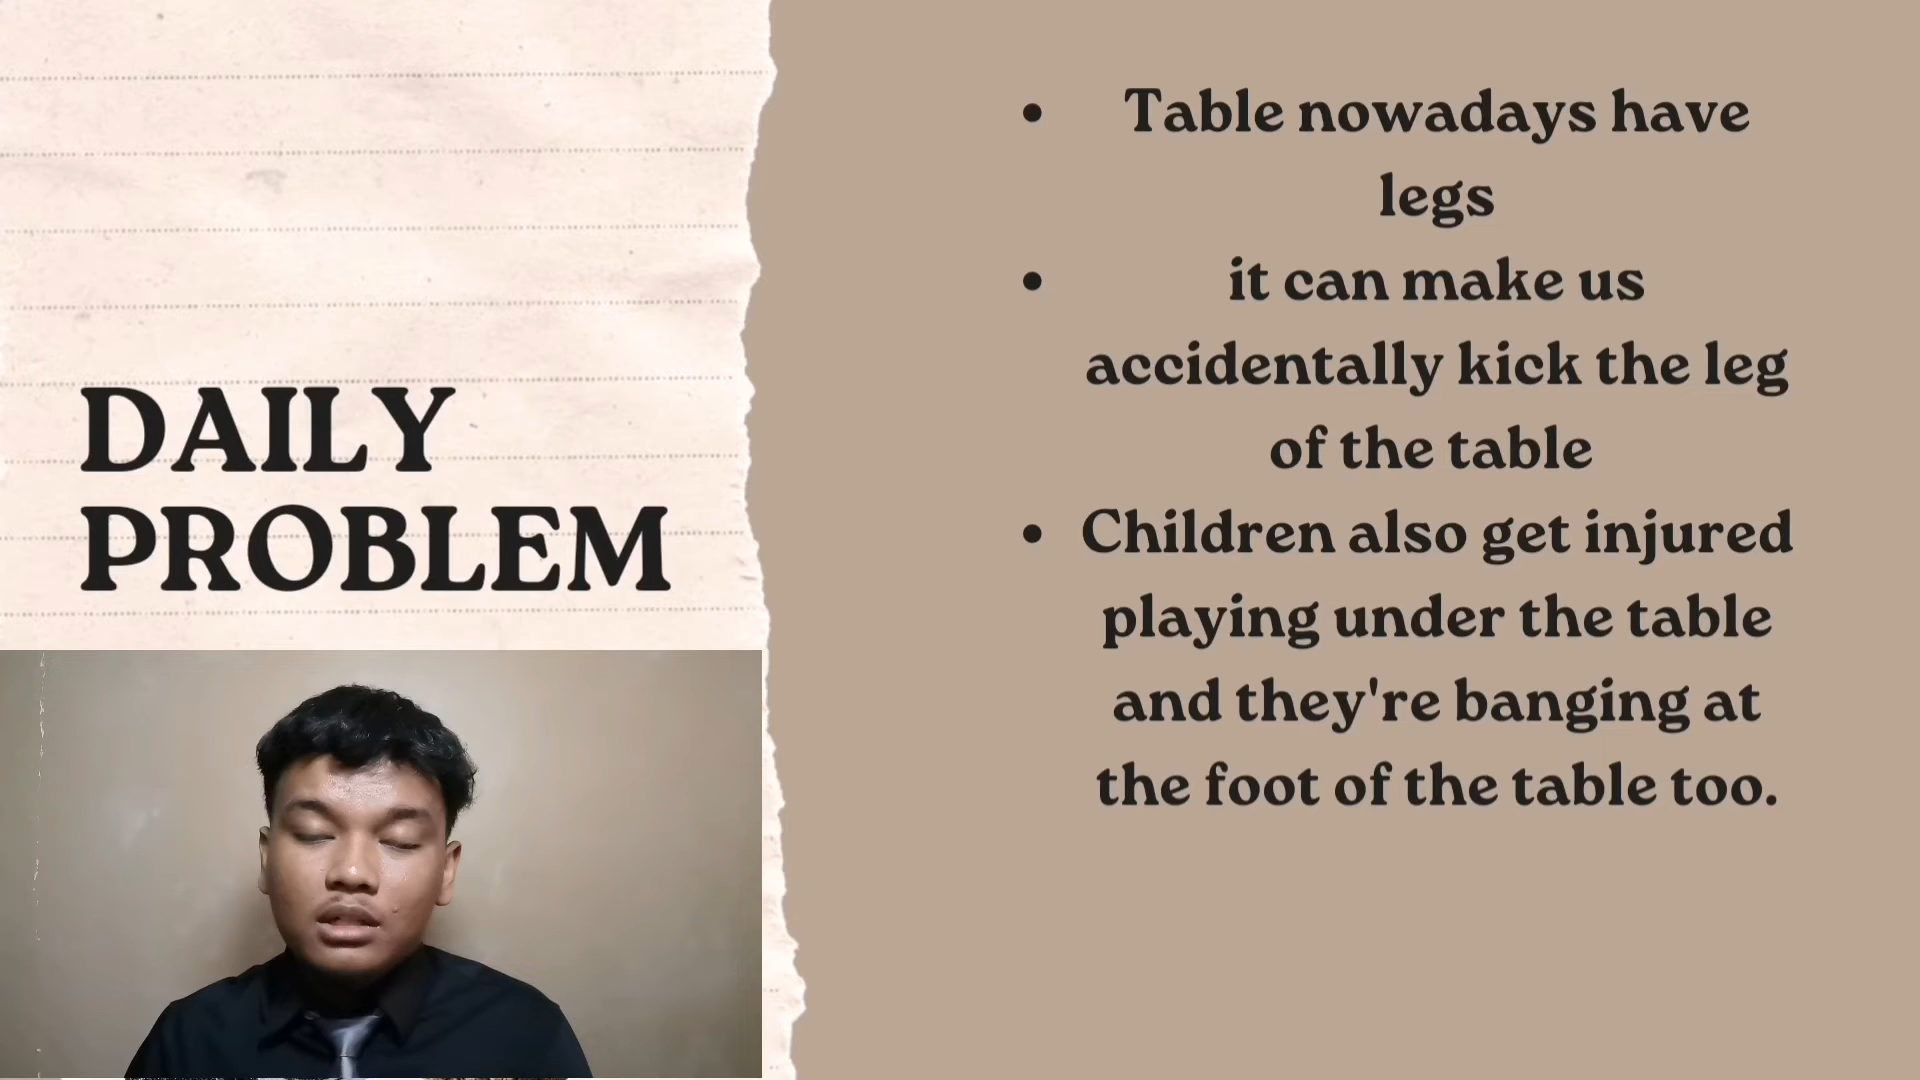 DAILY
PROBLEM
• Table nowadays have
legs
• it can make us
accidentally kick the leg
of the table
• Children also get injured
playing under the table
and they're banging at
the foot of the table too.